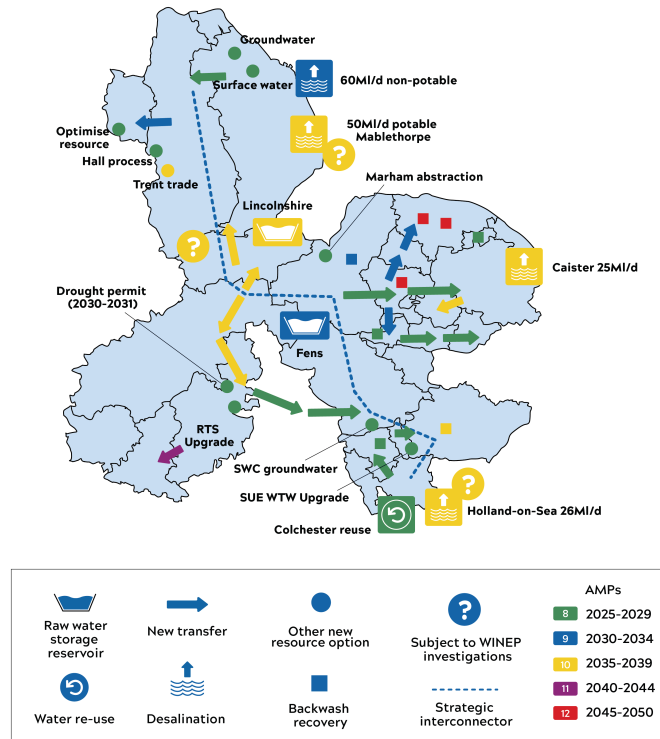 Groundwater
Surface water
60Ml/d non-potable
50Ml/d potable
Mablethorpe
?
Optimise
resource
Hall process
Trent trade
Marham abstraction
Lincolnshire
?
Caister 25Ml/d
Drought permit
(2030-2031)
Fens
RTS
Upgrade
SWC groundwater
SUE WTW Upgrade
?
Holland-on-Sea 26Ml/d
Colchester reuse
AMPs
Raw water
storage
reservoir
New transfer
Other new
resource option
?
Subject to WINEP
investigations
8 2025-2029
9 2030-2034
10 2035-2039
11 2040-2044
12 2045-2050
Water re-use
Desalination
Backwash
recovery
Strategic
interconnector